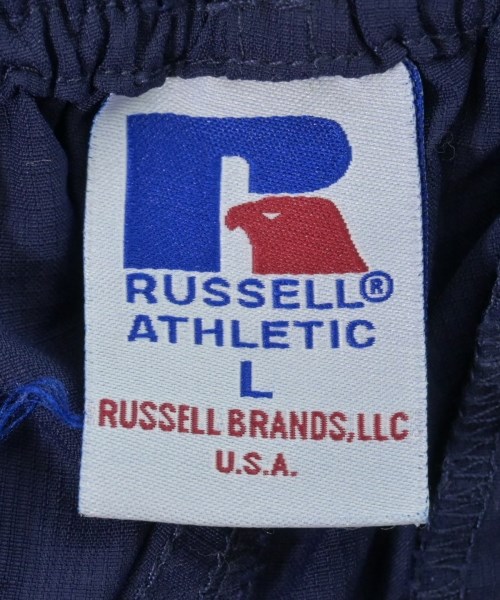 RUSSELL®
ATHLETIC
L
RUSSELL BRANDS, LLC
U.S.A.